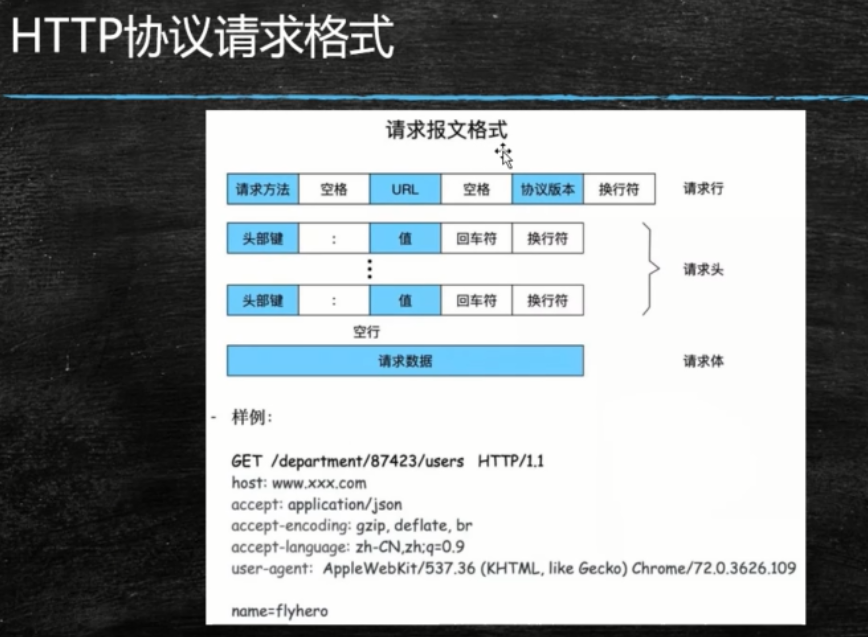 HTTP协议请求格式
请求报文格式
请求方法 空格 URL 空格 协议版本 换行符 请求行
头部键 : 值 回车符 换行符
请求头
头部键 : 值 回车符 换行符
空行
请求数据 请求体
- 样例:
GET /department/87423/users HTTP/1.1
host: www.xxx.com
accept: application/json
accept-encoding: gzip, deflate, br
accept-language: zh-CN,zh;q=0.9
user-agent: AppleWebKit/537.36 (KHTML, like Gecko) Chrome/72.0.3626.109
name=flyhero